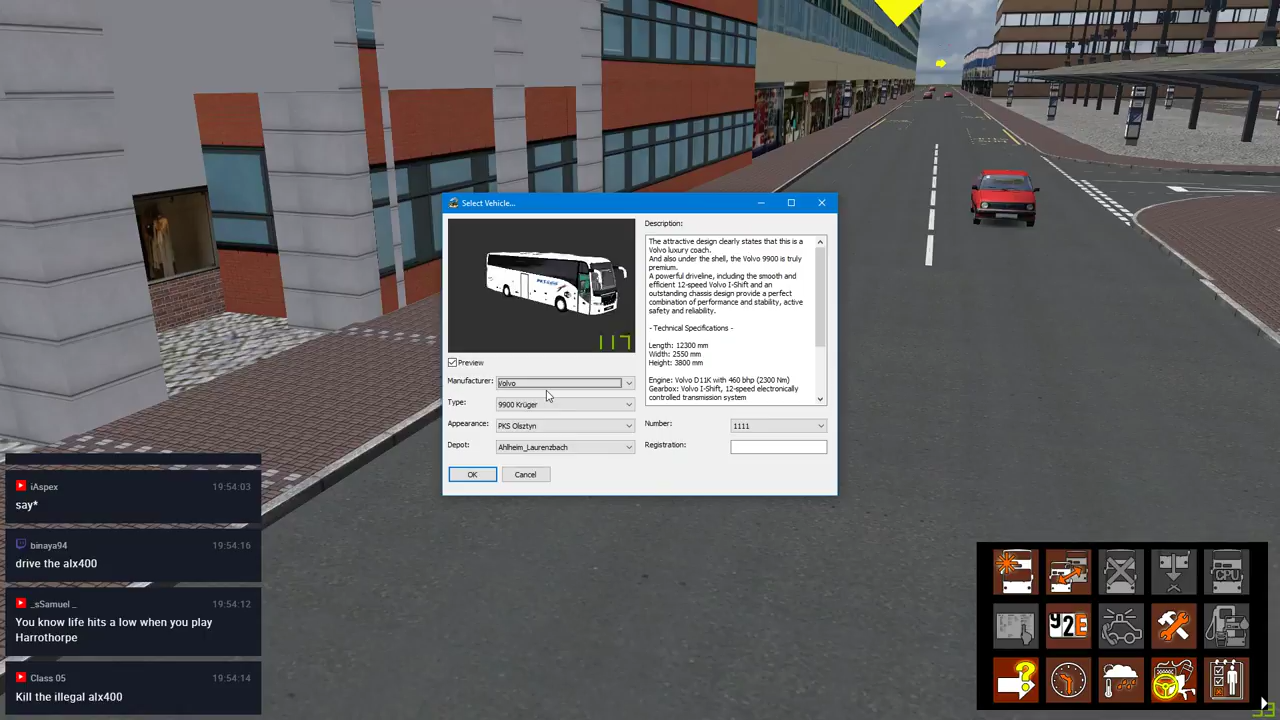 Select Vehicle...
Description:
The attractive design clearly states that this is a
Volvo luxury coach.
And also under the shell, the Volvo 9900 is truly
premium.
A powerful driveline, including the smooth and
efficient 12-speed Volvo I-Shift and an
outstanding chassis design provide a perfect
combination of performance and stability, active
safety and reliability.
- Technical Specifications -
Length: 12300 mm
Width: 2550 mm
Height: 3800 mm
Engine: Volvo D11K with 460 bhp (2300 Nm)
Gearbox: Volvo I-Shift, 12-speed electronically
controlled transmission system
117
Preview
Manufacturer: Volvo
Type: 9900 Krüger
Appearance: PKS Olsztyn
Number: 1111
Depot: Ahlheim_Laurenzbach
Registration:
OK
Cancel
iAspex 19:54:03
say*
binaya94 19:54:16
drive the alx400
_sSamuel_ 19:54:12
You know life hits a low when you play
Harrothorpe
Class 05 19:54:14
Kill the illegal alx400
CPU
92E
?